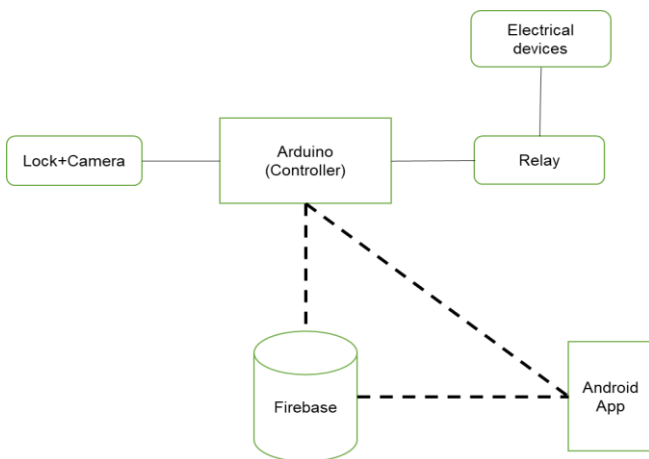 Electrical
devices
Lock+Camera
Arduino
(Controller)
Relay
Firebase
Android
App